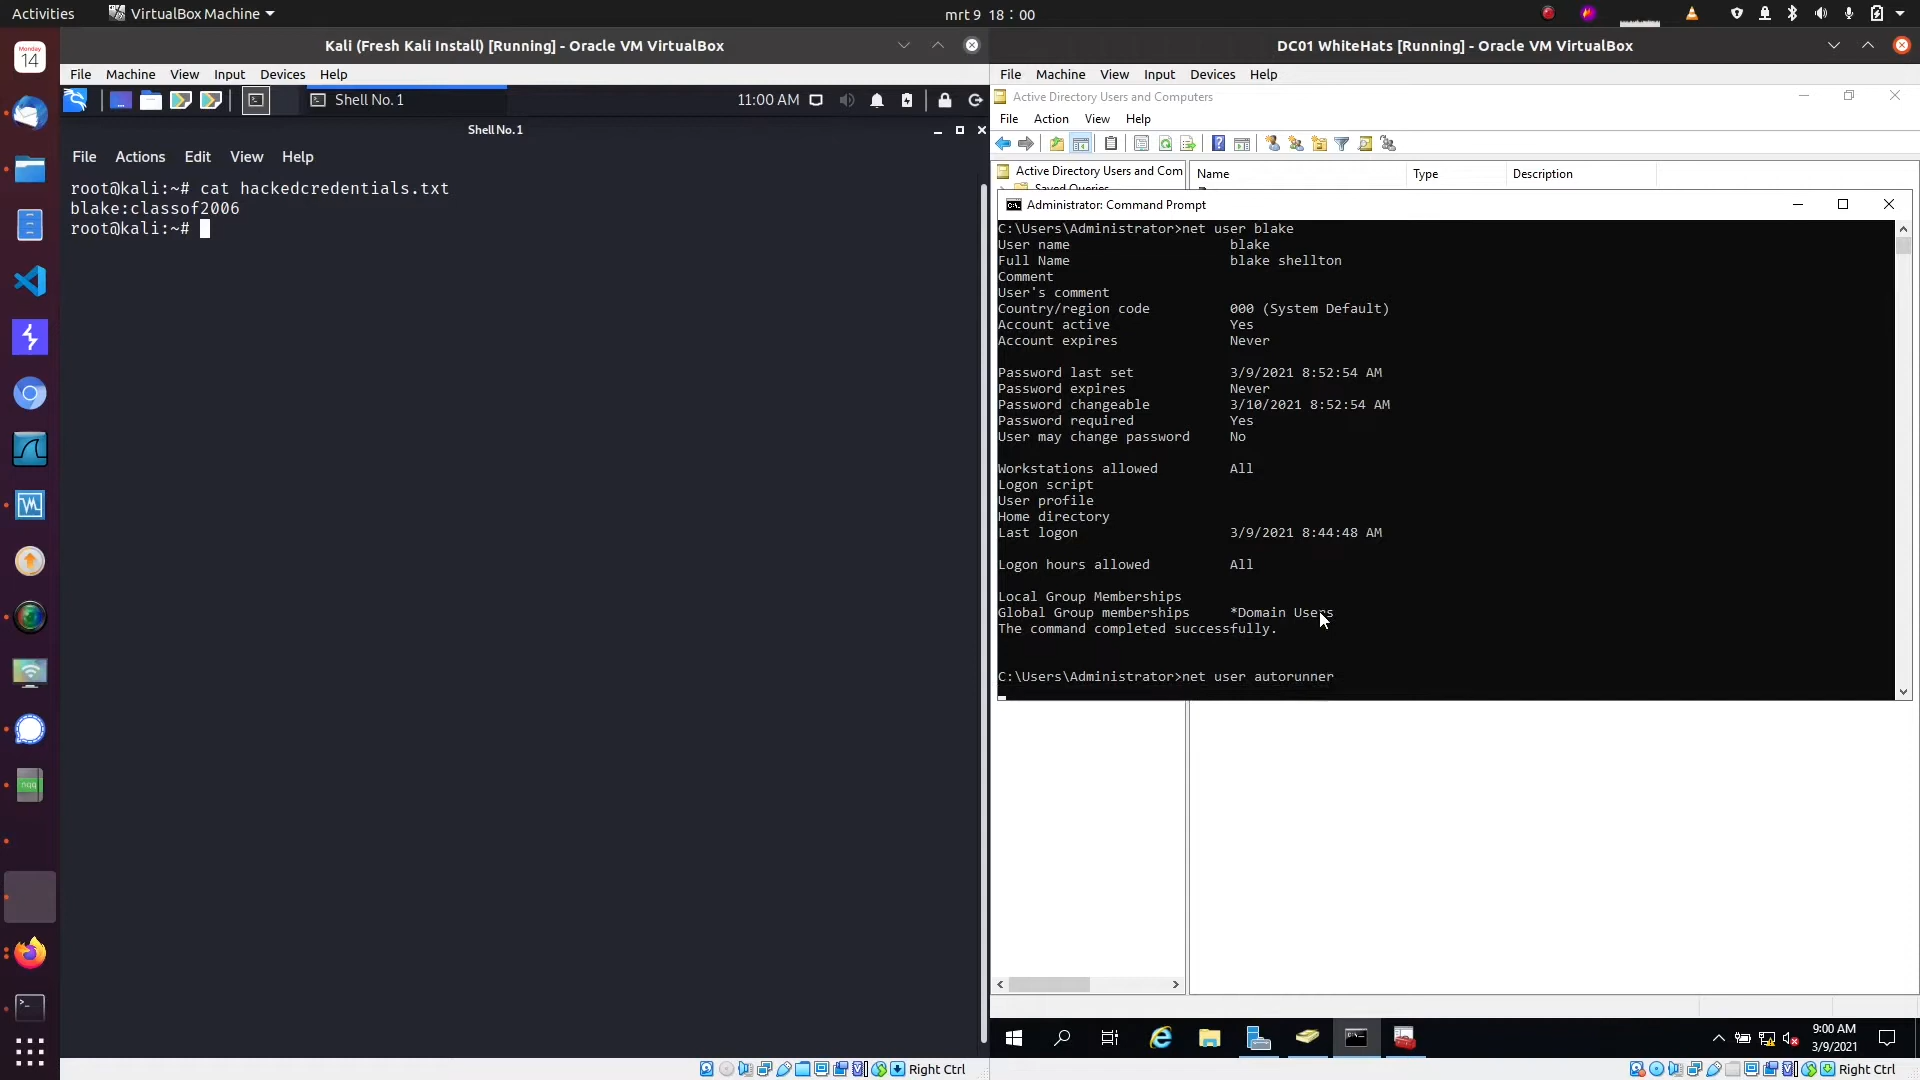 Activities
VirtualBox Machine
mrt 9 18:00
Monday
14
Kali (Fresh Kali Install) [Running] - Oracle VM VirtualBox
File Machine View Input Devices Help
Shell No. 1
11:00 AM
Shell No. 1
File Actions Edit View Help
root@kali:~# cat hackedcredentials.txt
blake:classof2006
root@kali:~#
Right Ctrl
DC01 WhiteHats [Running] - Oracle VM VirtualBox
File Machine View Input Devices Help
Active Directory Users and Computers
File Action View Help
Active Directory Users and Com
Saved Queries
Name Type Description
Administrator: Command Prompt
C:\Users\Administrator>net user blake
User name blake
Full Name blake shellton
Comment
User's comment
Country/region code 000 (System Default)
Account active Yes
Account expires Never
Password last set 3/9/2021 8:52:54 AM
Password expires Never
Password changeable 3/10/2021 8:52:54 AM
Password required Yes
User may change password No
Workstations allowed All
Logon script
User profile
Home directory
Last logon 3/9/2021 8:44:48 AM
Logon hours allowed All
Local Group Memberships
Global Group memberships *Domain Users
The command completed successfully.
C:\Users\Administrator>net user autorunner
9:00 AM
3/9/2021
Right Ctrl